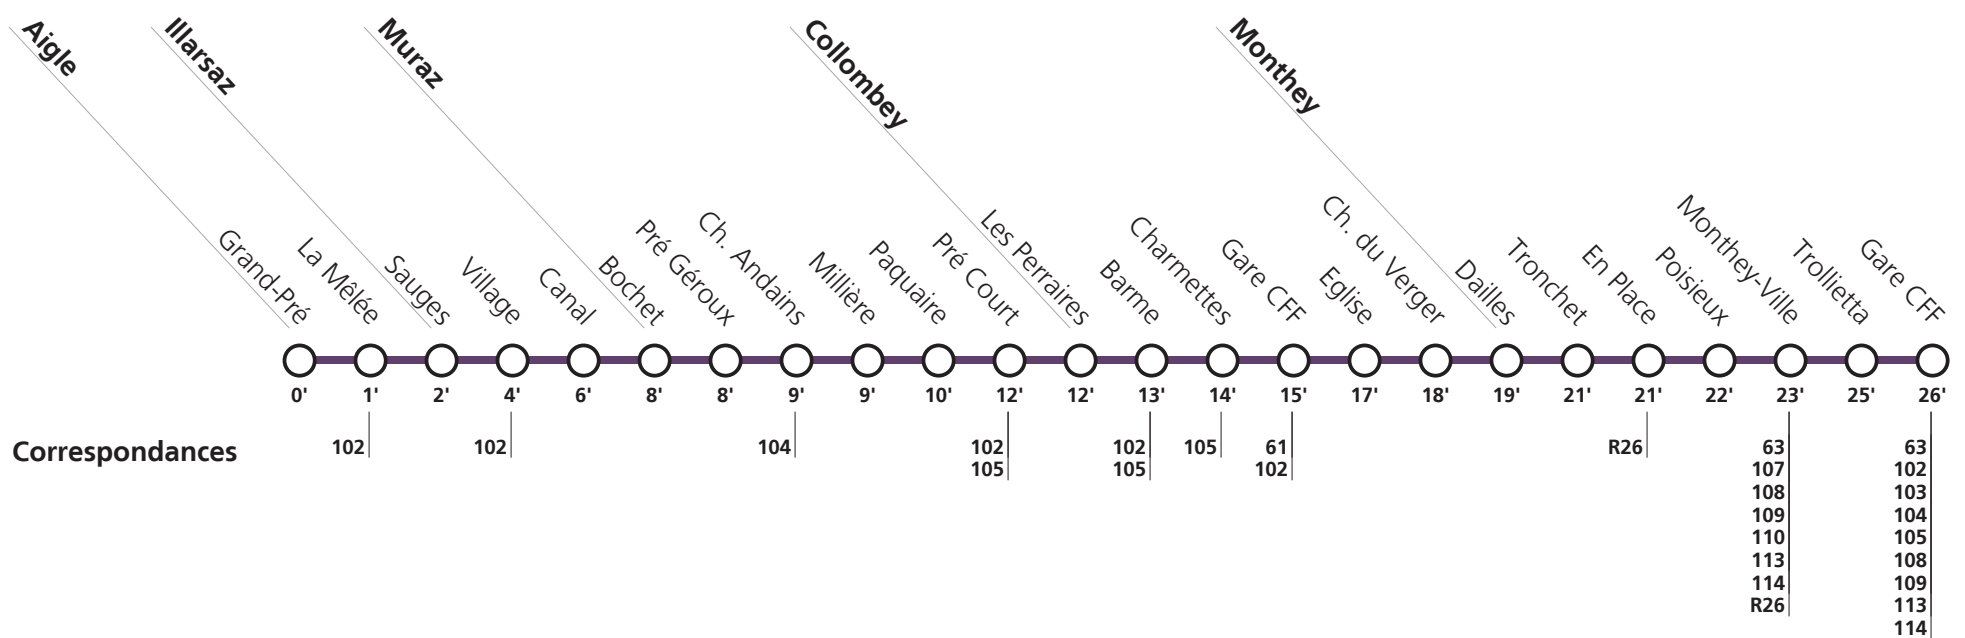 Aigle
Illarsaz
Muraz
Collombey
Monthey
Grand-Pré
La Mêlée
Sauges
Village
Canal
Bochet
Pré Géroux
Ch. Andains
Millière
Paquaire
Pré Court
Les Perraires
Barme
Charmettes
Gare CFF
Eglise
Ch. du Verger
Dailles
Tronchet
En Place
Poisieux
Monthey-Ville
Trollietta
Gare CFF
0' 1' 2' 4' 6' 8' 8' 9' 9' 10' 12' 12' 13' 14' 15' 17' 18' 19' 21' 21' 22' 23' 25' 26'
Correspondances
102
102
104
102
105
102
105
105
61
102
R26
63
107
108
109
110
113
114
R26
63
102
103
104
105
108
109
113
114